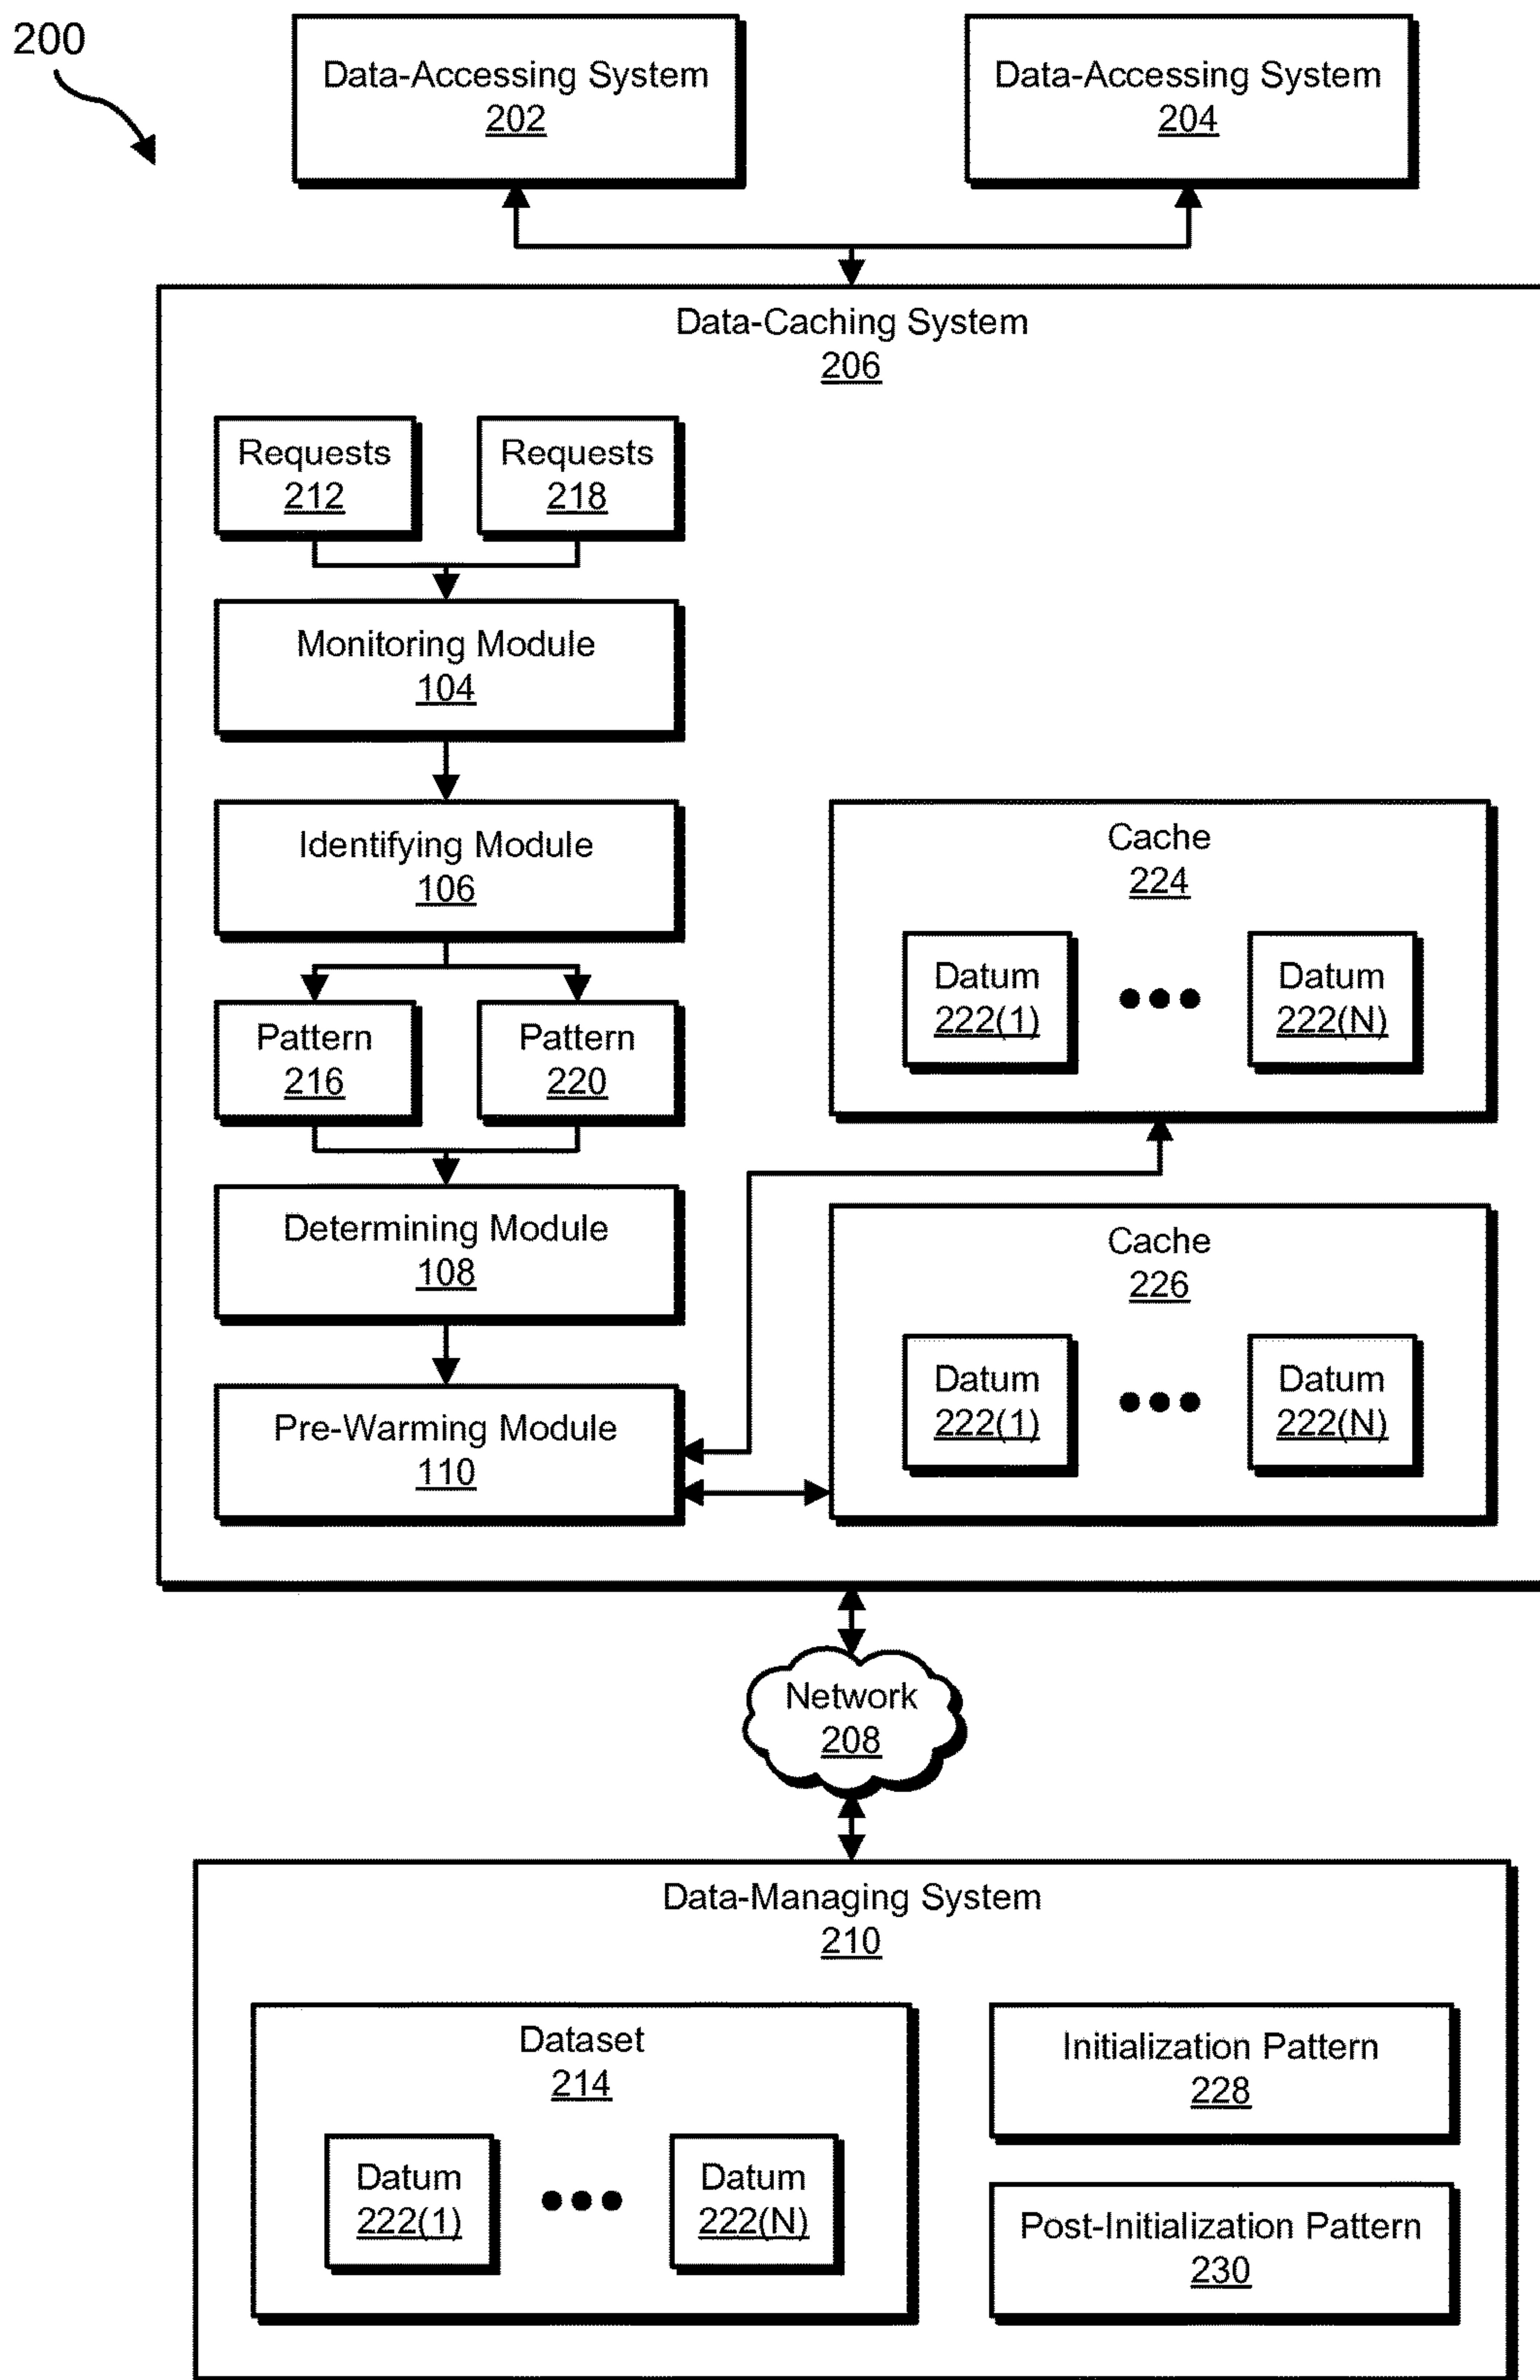 200
Data-Accessing System
202
Data-Accessing System
204
Data-Caching System
206
Requests
212
Requests
218
Monitoring Module
104
Identifying Module
106
Pattern
216
Pattern
220
Determining Module
108
Pre-Warming Module
110
Cache
224
Datum
222(1)
Datum
222(N)
Cache
226
Datum
222(1)
Datum
222(N)
Network
208
Data-Managing System
210
Dataset
214
Datum
222(1)
Datum
222(N)
Initialization Pattern
228
Post-Initialization Pattern
230